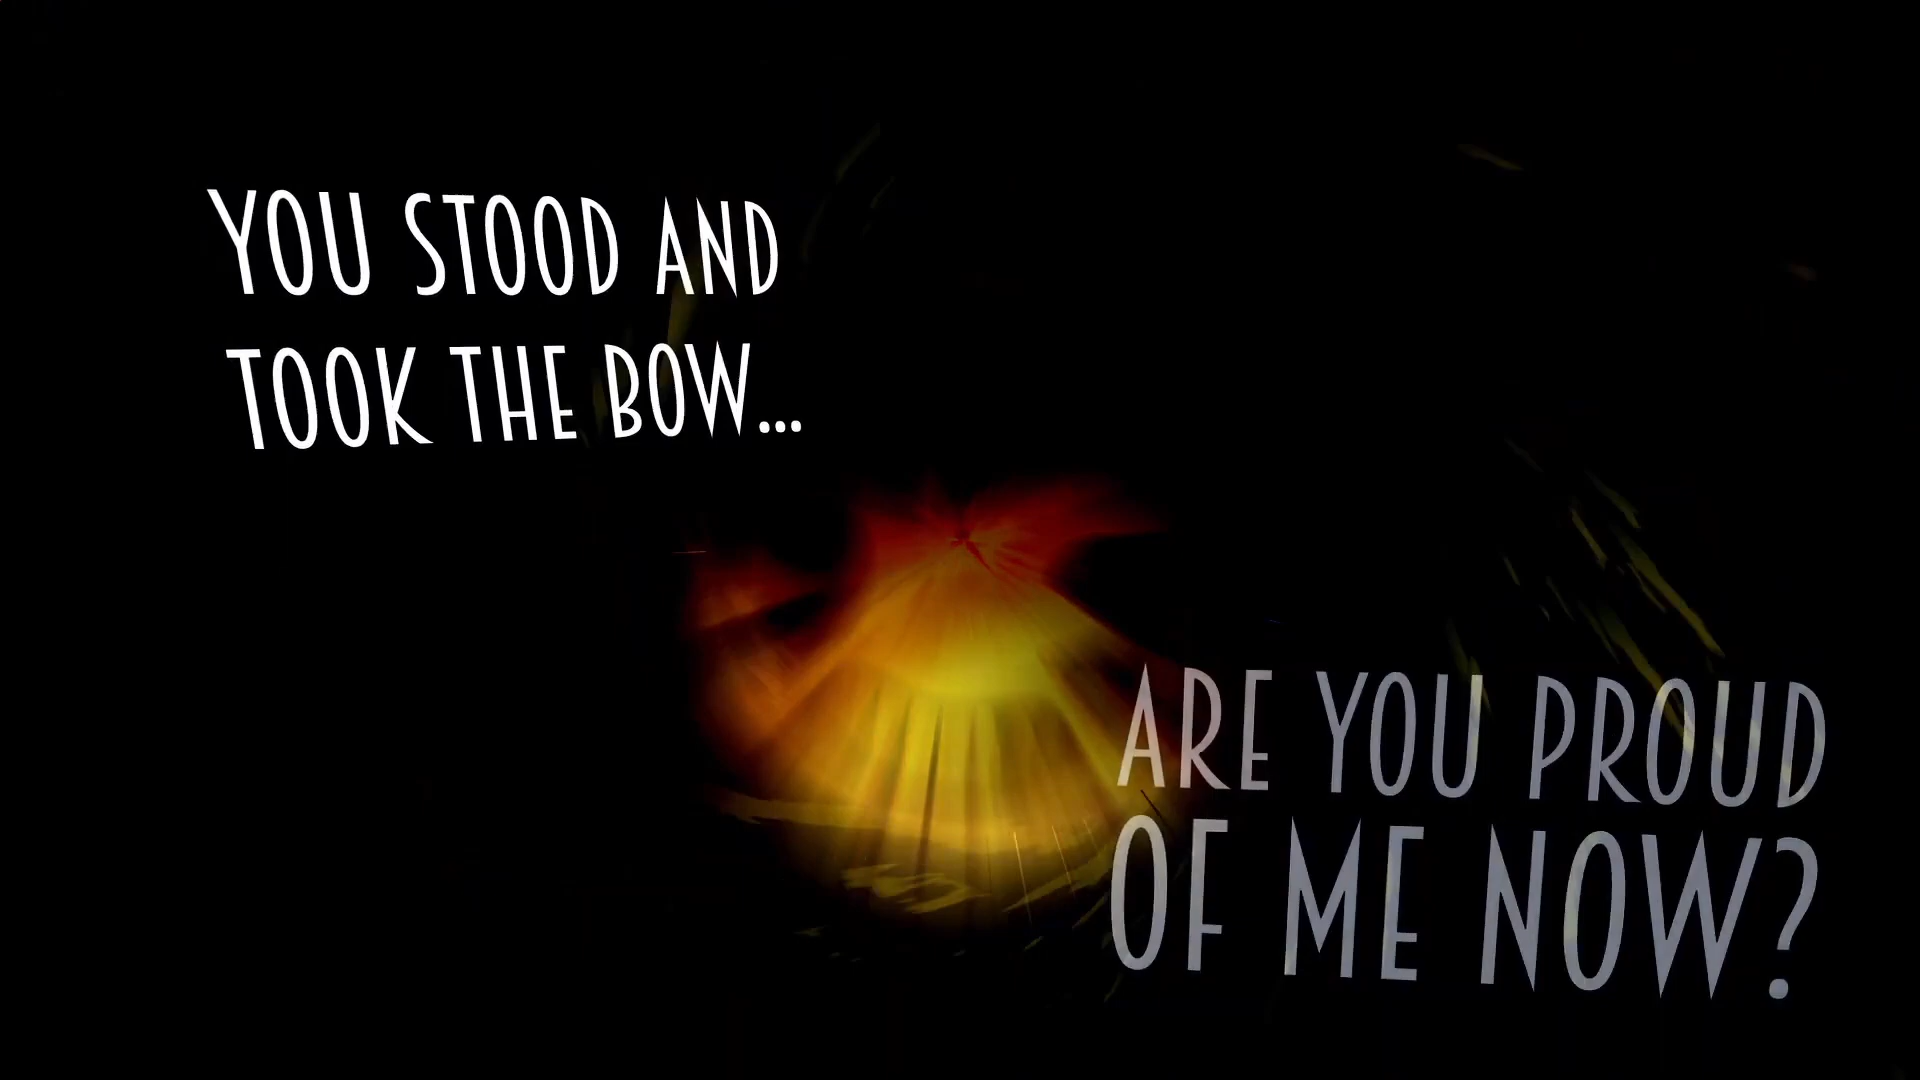 YOU STOOD AND
TOOK THE BOW...
ARE YOU PROUD
OF ME NOW?